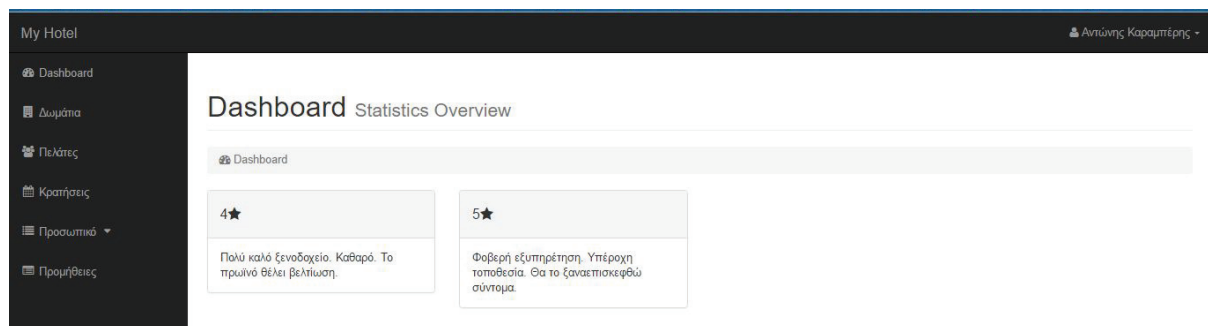 My Hotel
Αντώνης Καραμπέρης
Dashboard
Δωμάτια
Πελάτες
Κρατήσεις
Προσωπικό
Προμήθειες
Dashboard Statistics Overview
Dashboard
4★
Πολύ καλό ξενοδοχείο. Καθαρό. Το
πρωϊνό θέλει βελτίωση.
5★
Φοβερή εξυπηρέτηση. Υπέροχη
τοποθεσία. Θα το ξαναεπισκεφθώ
σύντομα.